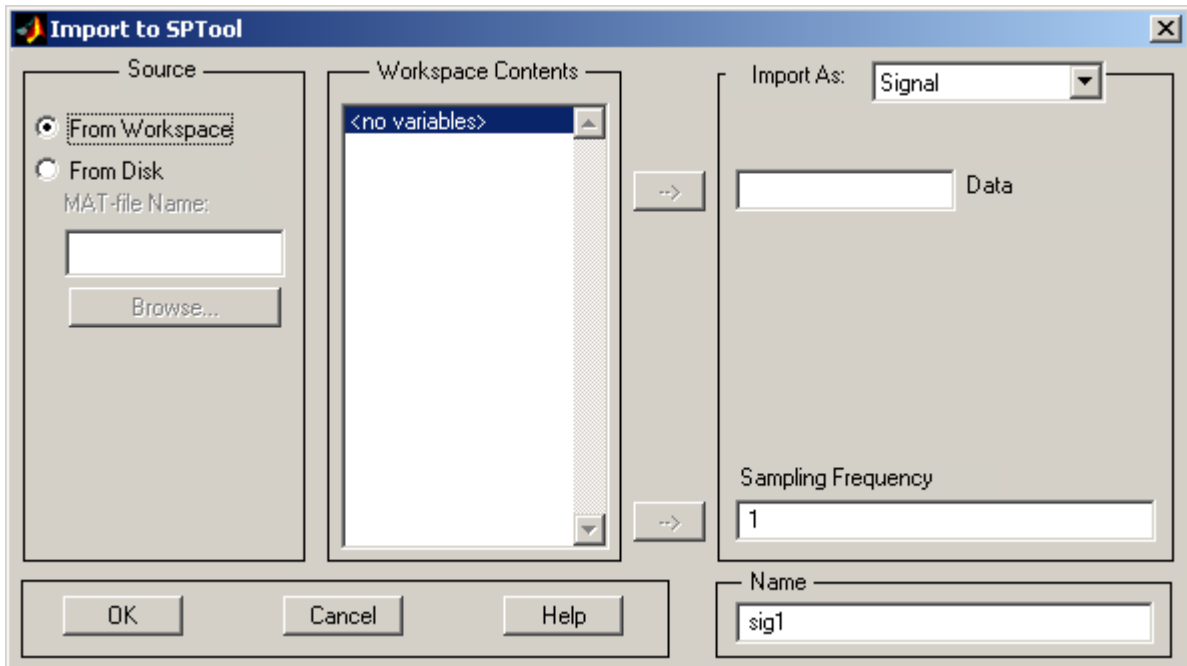 Import to SPTool
Source
From Workspace
From Disk
MAT-file Name:
Browse...
Workspace Contents
<no variables>
-->
-->
Import As: Signal
Data
Sampling Frequency
1
OK Cancel Help
Name
sig1